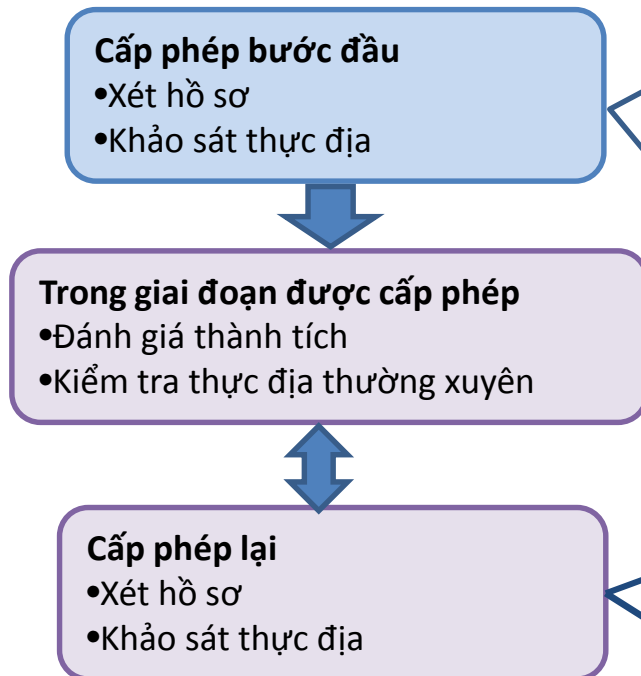 Cấp phép bước đầu
•Xét hồ sơ
•Khảo sát thực địa
Trong giai đoạn được cấp phép
•Đánh giá thành tích
•Kiểm tra thực địa thường xuyên
Cấp phép lại
•Xét hồ sơ
•Khảo sát thực địa